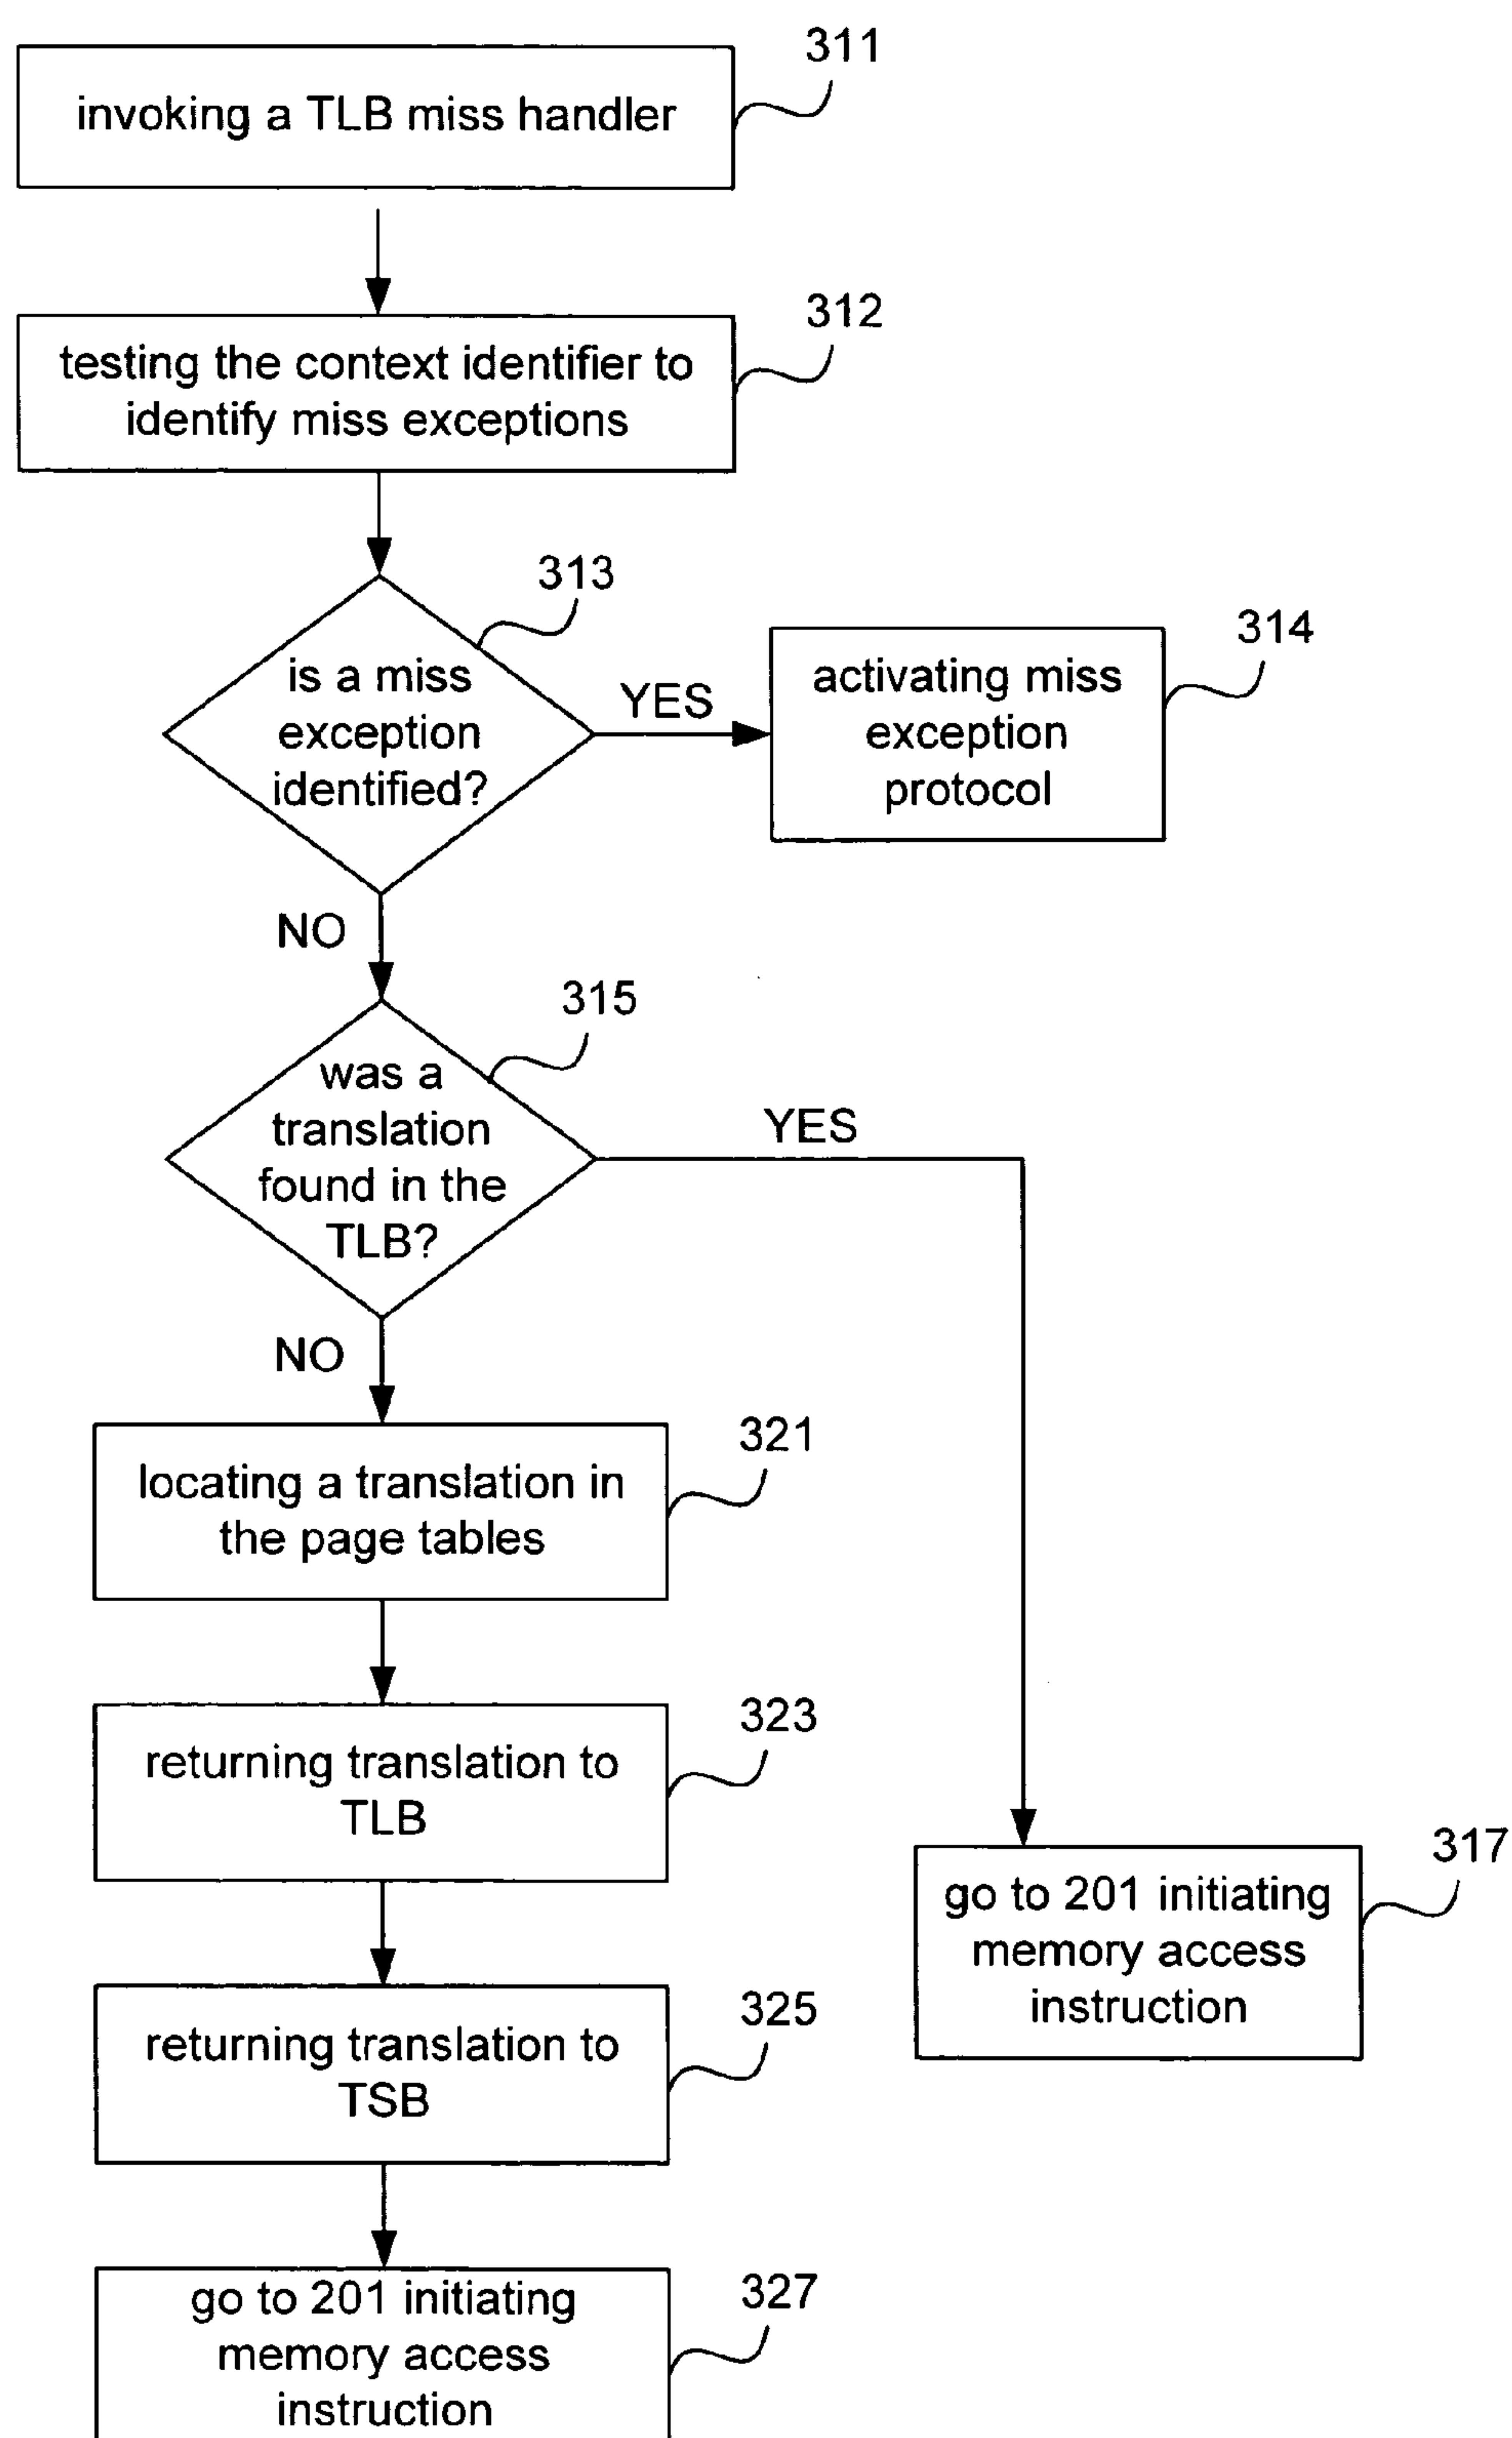 311
invoking a TLB miss handler
312
testing the context identifier to
identify miss exceptions
313
is a miss
exception
identified?
YES
314
activating miss
exception
protocol
NO
315
was a
translation
found in the
TLB?
YES
NO
321
locating a translation in
the page tables
323
returning translation to
TLB
317
go to 201 initiating
memory access
instruction
325
returning translation to
TSB
327
go to 201 initiating
memory access
instruction